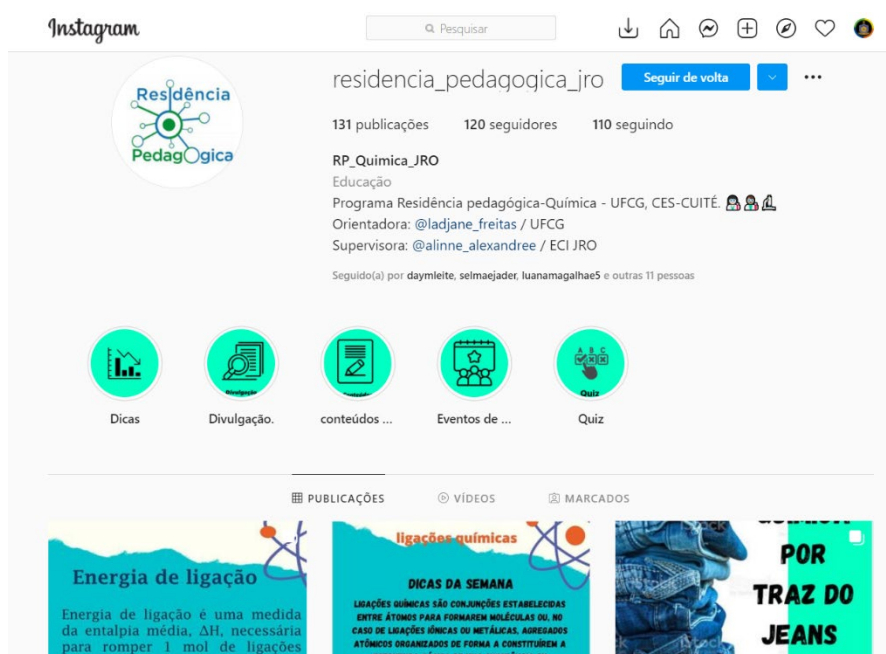 Instagram
Pesquisar
Residência
Pedagogica
residencia_pedagogica_jro
Seguir de volta
131 publicações 120 seguidores 110 seguindo
RP_Quimica_JRO
Educação
Programa Residência pedagógica-Química - UFCG, CES-CUITÉ.
Orientadora: @ladjane_freitas / UFCG
Supervisora: @alinne_alexandree / ECI JRO
Seguido(a) por daymleite, selmaejader, luanamagalhae5 e outras 11 pessoas
Divulgação
Quiz
A B C
Dicas
Divulgação.
conteúdos ...
Eventos de ...
Quiz
PUBLICAÇÕES
VÍDEOS
MARCADOS
Energia de ligação
Energia de ligação é uma medida
da entalpia média, ΔH, necessária
para romper 1 mol de ligações
ligações químicas
DICAS DA SEMANA
LIGAÇÕES QUÍMICAS SÃO CONJUNÇÕES ESTABELECIDAS
ENTRE ÁTOMOS PARA FORMAREM MOLÉCULAS OU, NO
CASO DE LIGAÇÕES IÔNICAS OU METÁLICAS, AGREGADOS
ATÔMICOS ORGANIZADOS DE FORMA A CONSTITUÍREM A
POR
TRAZ DO
JEANS